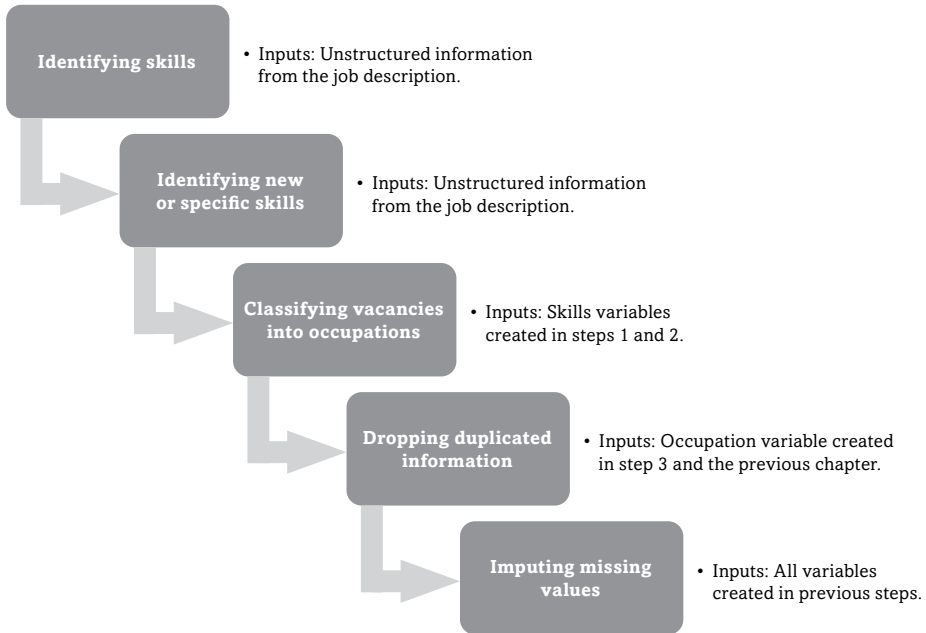 Identifying skills
• Inputs: Unstructured information
from the job description.
Identifying new
or specific skills
• Inputs: Unstructured information
from the job description.
Classifying vacancies
into occupations
• Inputs: Skills variables
created in steps 1 and 2.
Dropping duplicated
information
• Inputs: Occupation variable created
in step 3 and the previous chapter.
Imputing missing
values
• Inputs: All variables
created in previous steps.